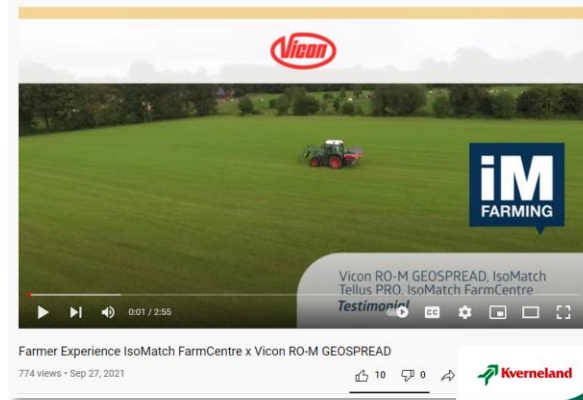 Vicon
iM
FARMING
Vicon RO-M GEOSPREAD, IsoMatch
Tellus PRO, IsoMatch FarmCentre
Testimonial
0:01 / 2:55
CC
Farmer Experience IsoMatch FarmCentre x Vicon RO-M GEOSPREAD
774 views • Sep 27, 2021
10
0
Kverneland